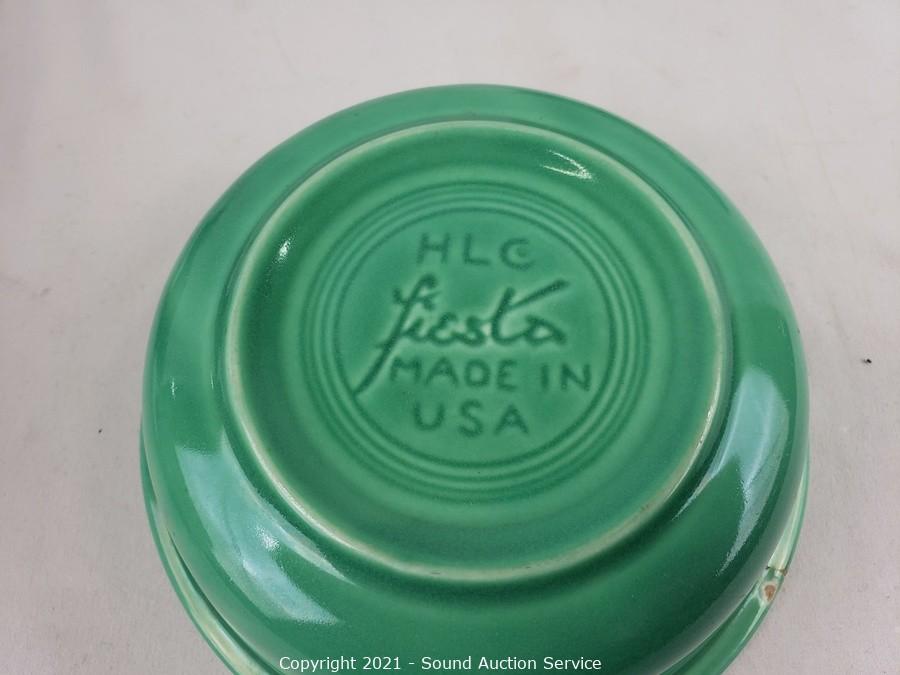 HLC
fiesta
MADE IN
USA
Copyright 2021 - Sound Auction Service